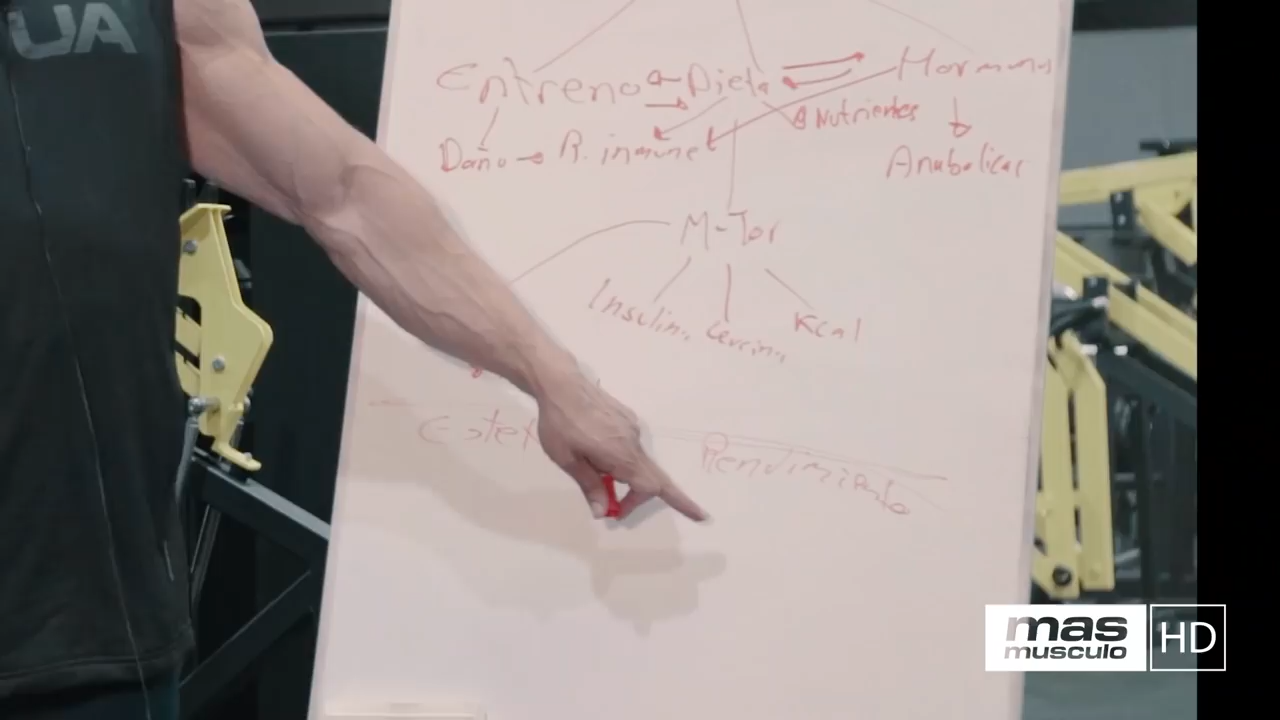 UA
Entreno Dieta Hormonas
Nutrientes
Daño R. inmune Anabolicas
M-Tor
Insulina Leucina Kcal
Rendimiento
mas musculo HD